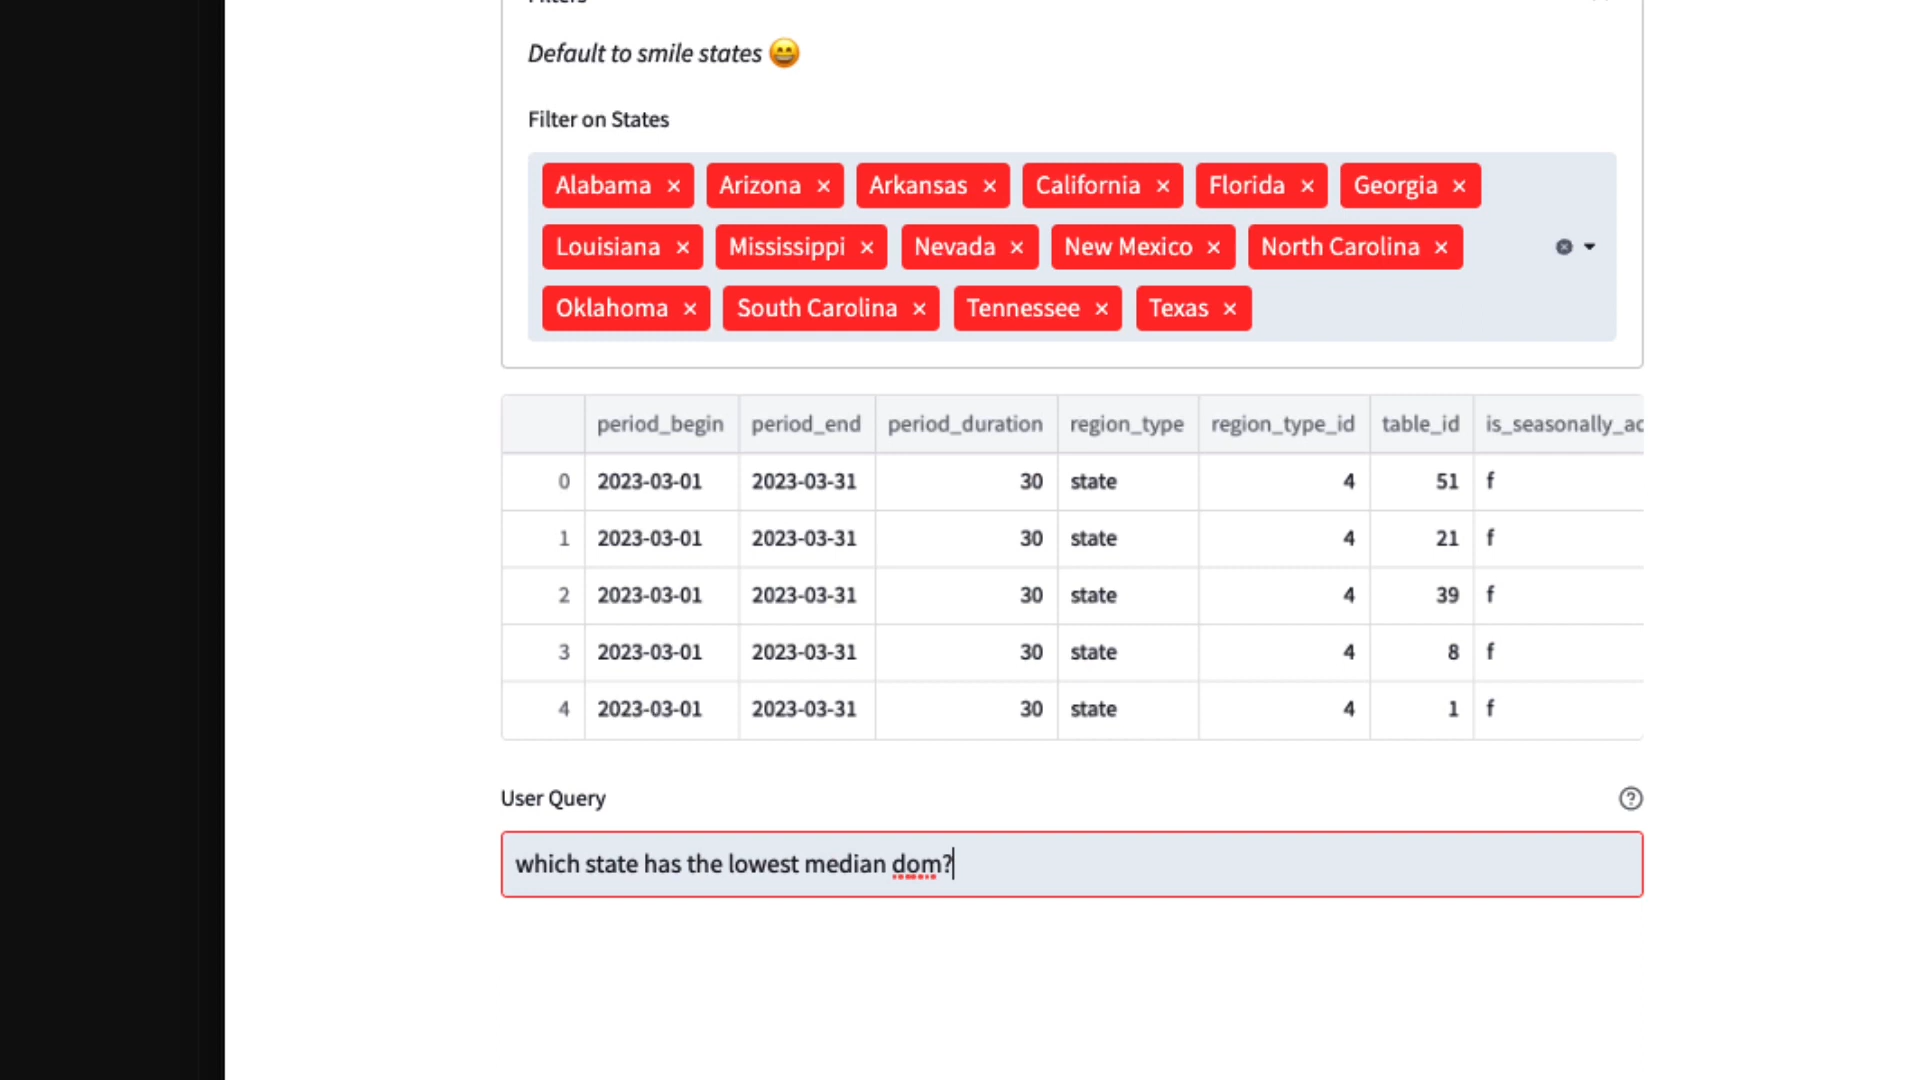 Filters
Default to smile states 😄
Filter on States
Alabama × Arizona × Arkansas × California × Florida × Georgia ×
Louisiana × Mississippi × Nevada × New Mexico × North Carolina ×
Oklahoma × South Carolina × Tennessee × Texas ×
period_begin period_end period_duration region_type region_type_id table_id is_seasonally_ac
0 2023-03-01 2023-03-31 30 state 4 51 f
1 2023-03-01 2023-03-31 30 state 4 21 f
2 2023-03-01 2023-03-31 30 state 4 39 f
3 2023-03-01 2023-03-31 30 state 4 8 f
4 2023-03-01 2023-03-31 30 state 4 1 f
User Query
which state has the lowest median dom?